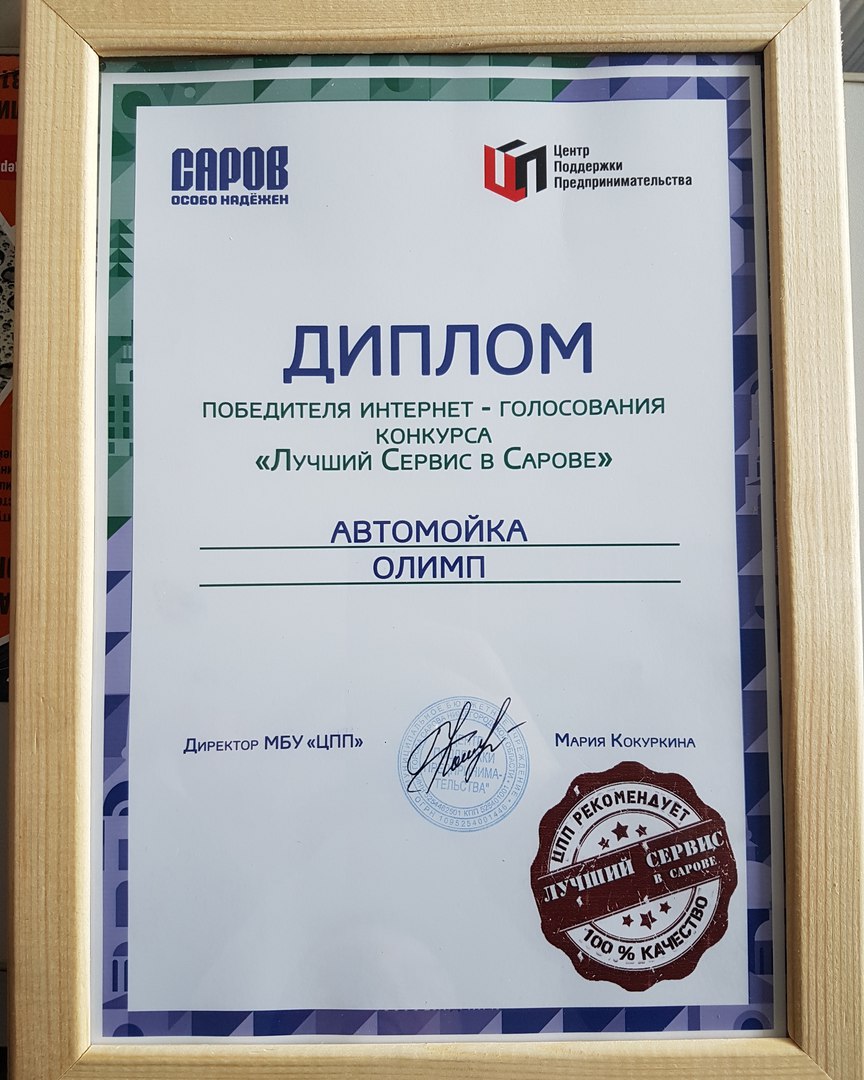 САРОВ
ОСОБО НАДЁЖЕН
ЦП
Центр
Поддержки
Предпринимательства
ДИПЛОМ
ПОБЕДИТЕЛЯ ИНТЕРНЕТ - ГОЛОСОВАНИЯ
КОНКУРСА
«ЛУЧШИЙ СЕРВИС В САРОВЕ»
АВТОМОЙКА
ОЛИМП
ДИРЕКТОР МБУ «ЦПП»
МАРИЯ КОКУРКИНА
ЦПП РЕКОМЕНДУЕТ
ЛУЧШИЙ СЕРВИС
В САРОВЕ
100 % КАЧЕСТВО